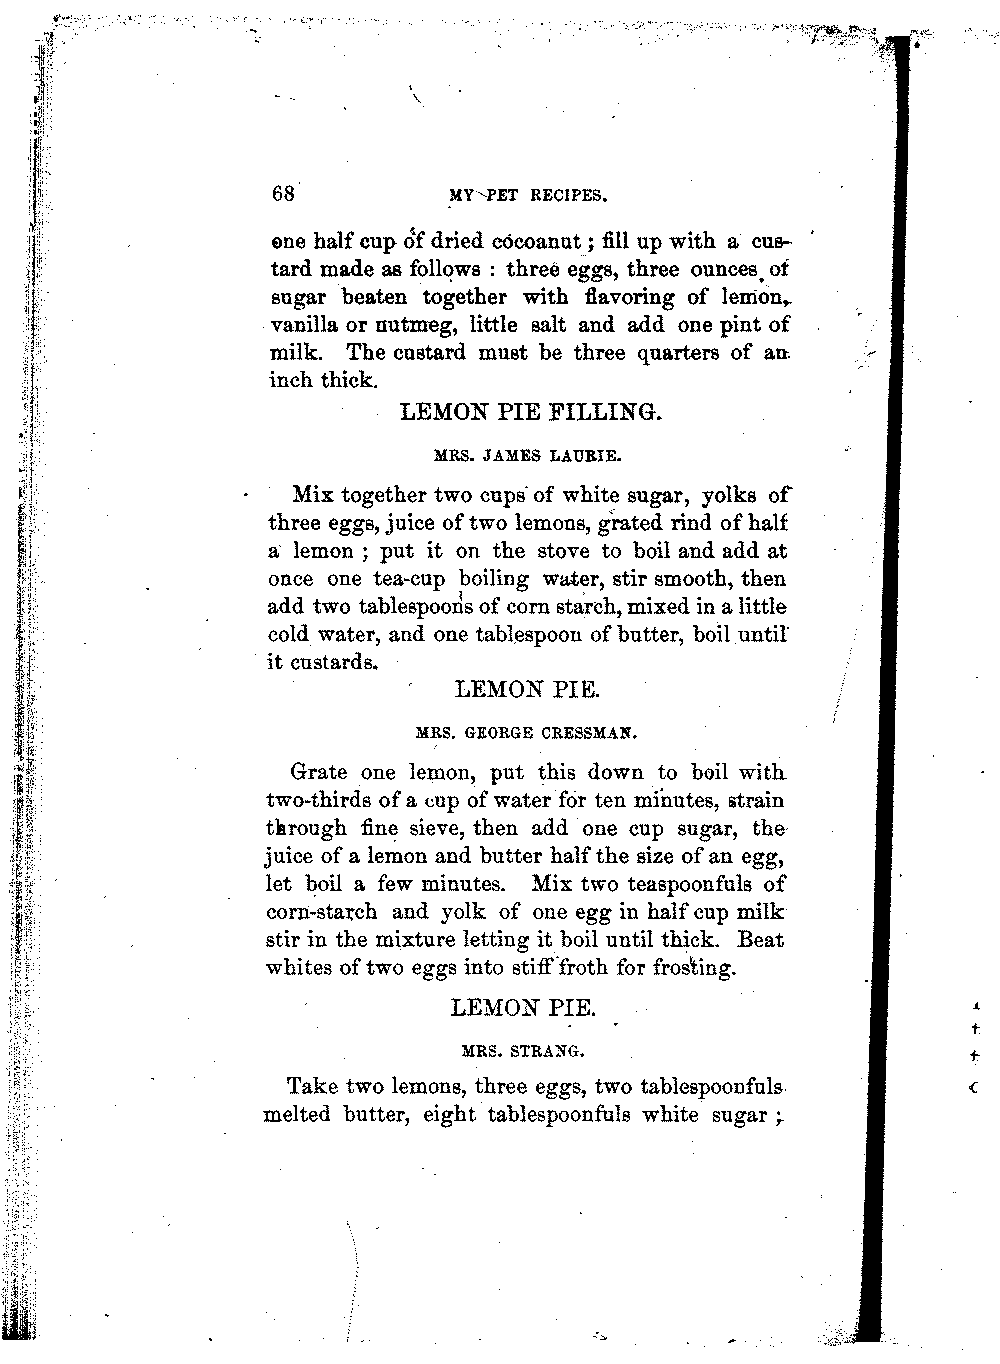 68 MY PET RECIPES.
one half cup of dried cocoanut ; fill up with a cus-
tard made as follows : three eggs, three ounces of
sugar beaten together with flavoring of lemon,
vanilla or nutmeg, little salt and add one pint of
milk. The custard must be three quarters of an
inch thick.
LEMON PIE FILLING.
MRS. JAMES LAURIE.
Mix together two cups of white sugar, yolks of
three eggs, juice of two lemons, grated rind of half
a lemon ; put it on the stove to boil and add at
once one tea-cup boiling water, stir smooth, then
add two tablespoons of corn starch, mixed in a little
cold water, and one tablespoon of butter, boil until
it custards.
LEMON PIE.
MRS. GEORGE CRESSMAN.
Grate one lemon, put this down to boil with
two-thirds of a cup of water for ten minutes, strain
through fine sieve, then add one cup sugar, the
juice of a lemon and butter half the size of an egg,
let boil a few minutes. Mix two teaspoonfuls of
corn-starch and yolk of one egg in half cup milk
stir in the mixture letting it boil until thick. Beat
whites of two eggs into stiff froth for frosting.
LEMON PIE.
MRS. STRANG.
Take two lemons, three eggs, two tablespoonfuls
melted butter, eight tablespoonfuls white sugar ;